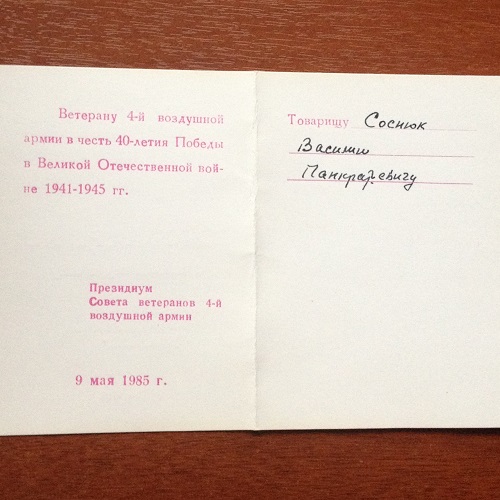 Ветерану 4-й воздушной
армии в честь 40-летия Победы
в Великой Отечественной вой-
не 1941-1945 гг.
Президиум
Совета ветеранов 4-й
воздушной армии
9 мая 1985 г.
Товарищу Соснюк
Василию
Панкратьевичу